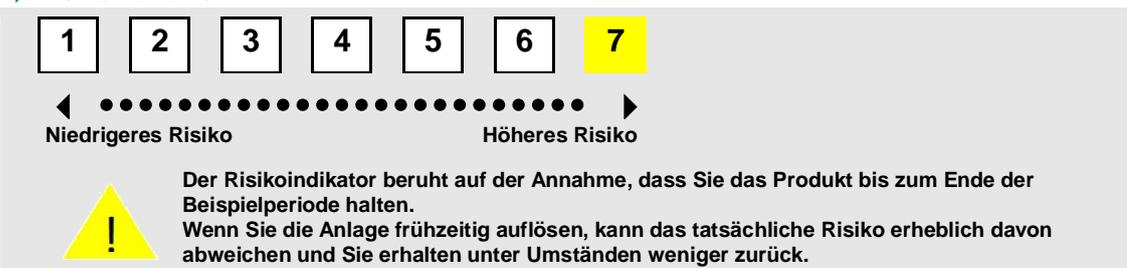 1 2 3 4 5 6 7
Niedrigeres Risiko Höheres Risiko
Der Risikoindikator beruht auf der Annahme, dass Sie das Produkt bis zum Ende der
Beispielperiode halten.
Wenn Sie die Anlage frühzeitig auflösen, kann das tatsächliche Risiko erheblich davon
abweichen und Sie erhalten unter Umständen weniger zurück.
!